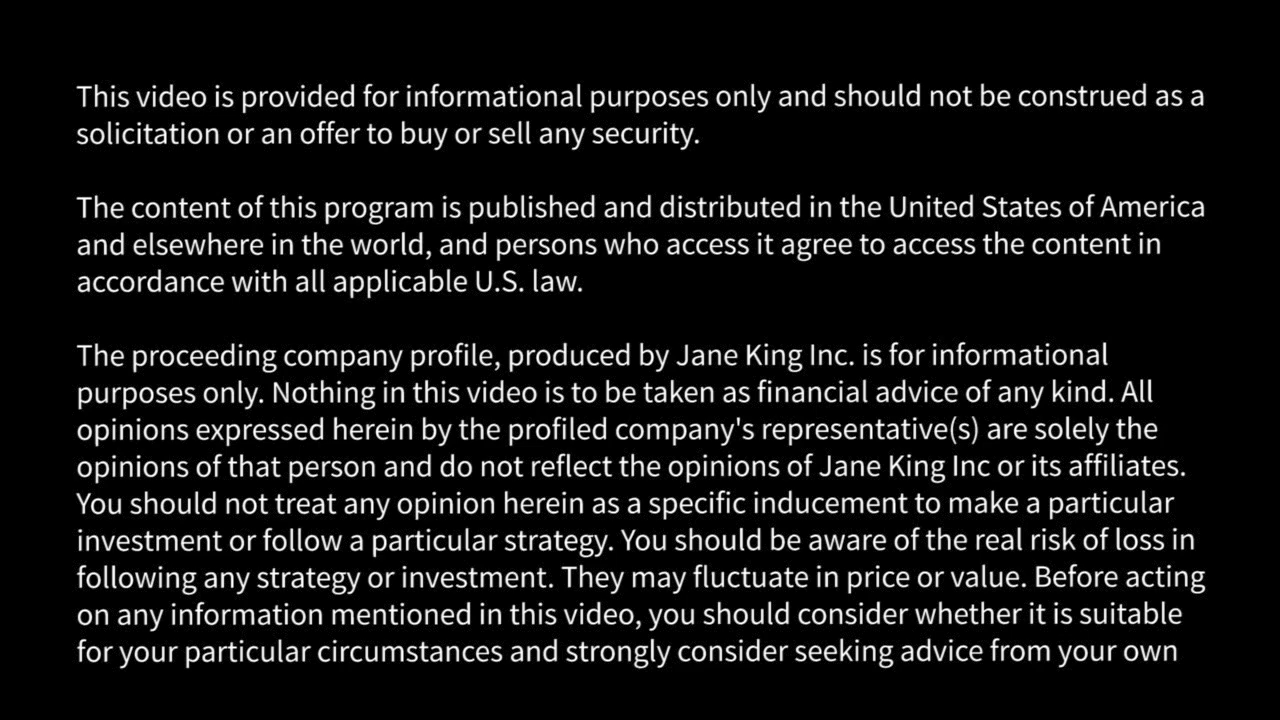 This video is provided for informational purposes only and should not be construed as a
solicitation or an offer to buy or sell any security.
The content of this program is published and distributed in the United States of America
and elsewhere in the world, and persons who access it agree to access the content in
accordance with all applicable U.S. law.
The proceeding company profile, produced by Jane King Inc. is for informational
purposes only. Nothing in this video is to be taken as financial advice of any kind. All
opinions expressed herein by the profiled company's representative(s) are solely the
opinions of that person and do not reflect the opinions of Jane King Inc or its affiliates.
You should not treat any opinion herein as a specific inducement to make a particular
investment or follow a particular strategy. You should be aware of the real risk of loss in
following any strategy or investment. They may fluctuate in price or value. Before acting
on any information mentioned in this video, you should consider whether it is suitable
for your particular circumstances and strongly consider seeking advice from your own